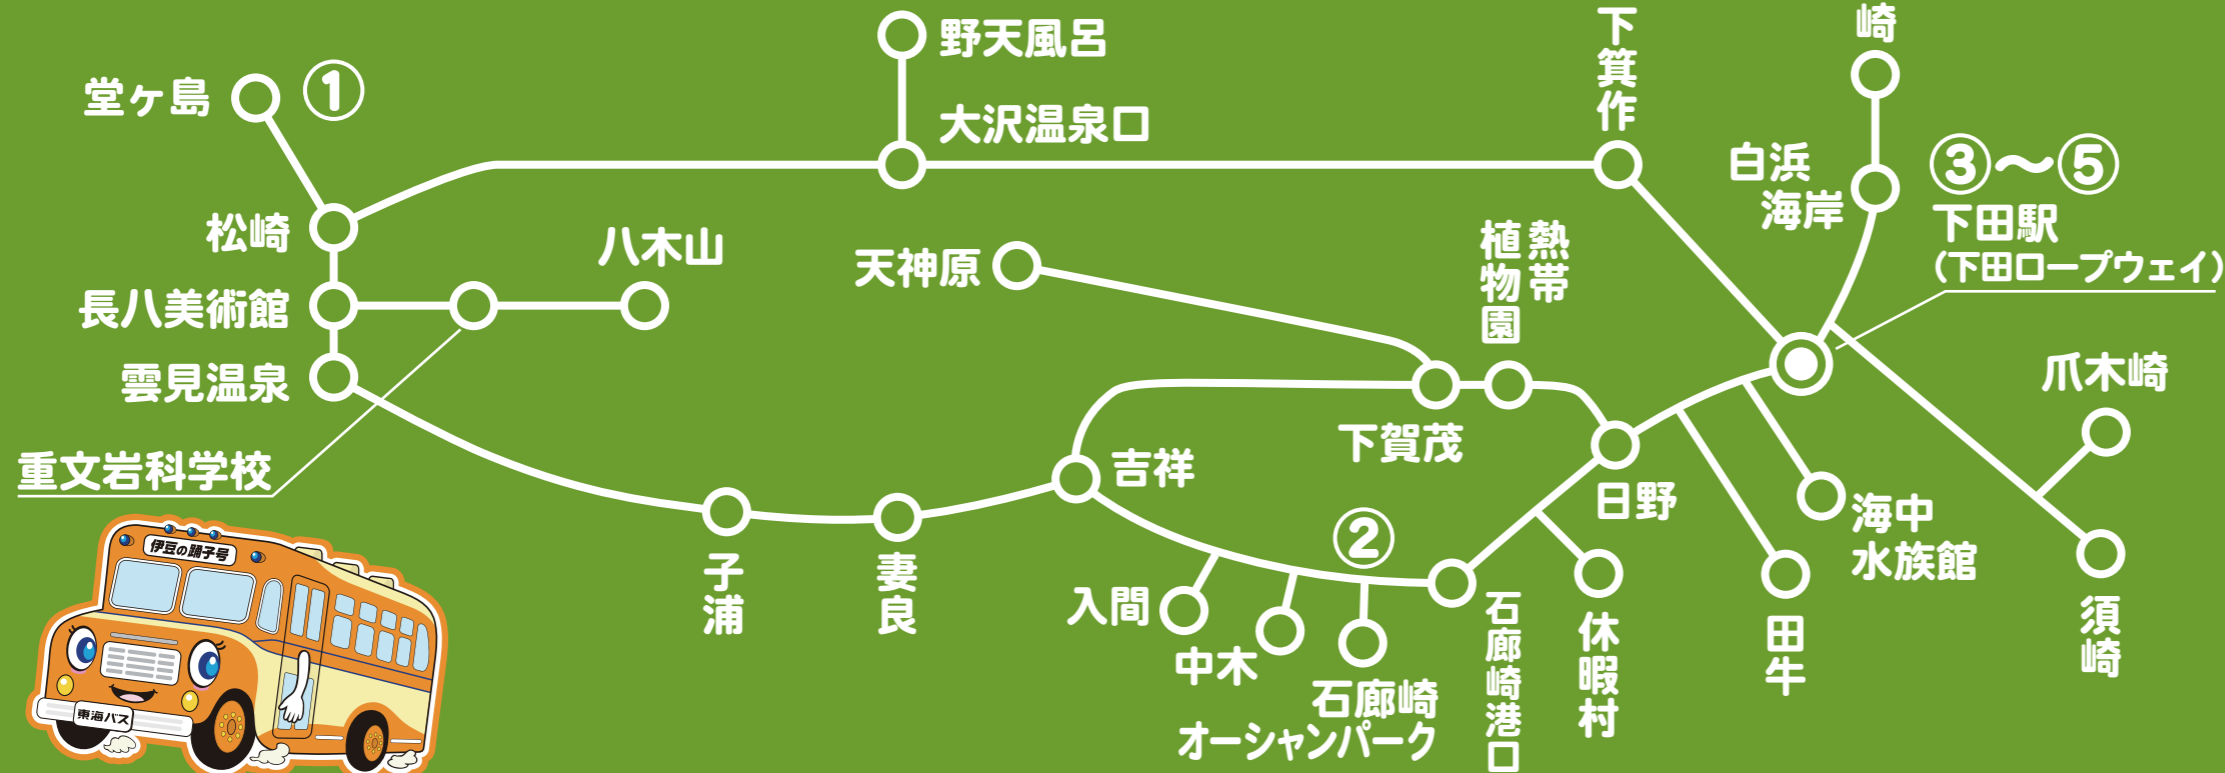 堂ヶ島
①
野天風呂
大沢温泉口
下箕作
崎
白浜
海岸
③～⑤
下田駅
(下田ロープウェイ)
松崎
八木山
天神原
熱帯
植物園
長八美術館
雲見温泉
爪木崎
重文岩科学校
下賀茂
吉祥
日野
②
海中
水族館
子浦
妻良
入間
中木
石廊崎
オーシャンパーク
石廊崎港口
休暇村
田牛
須崎
伊豆の踊子号
東海バス